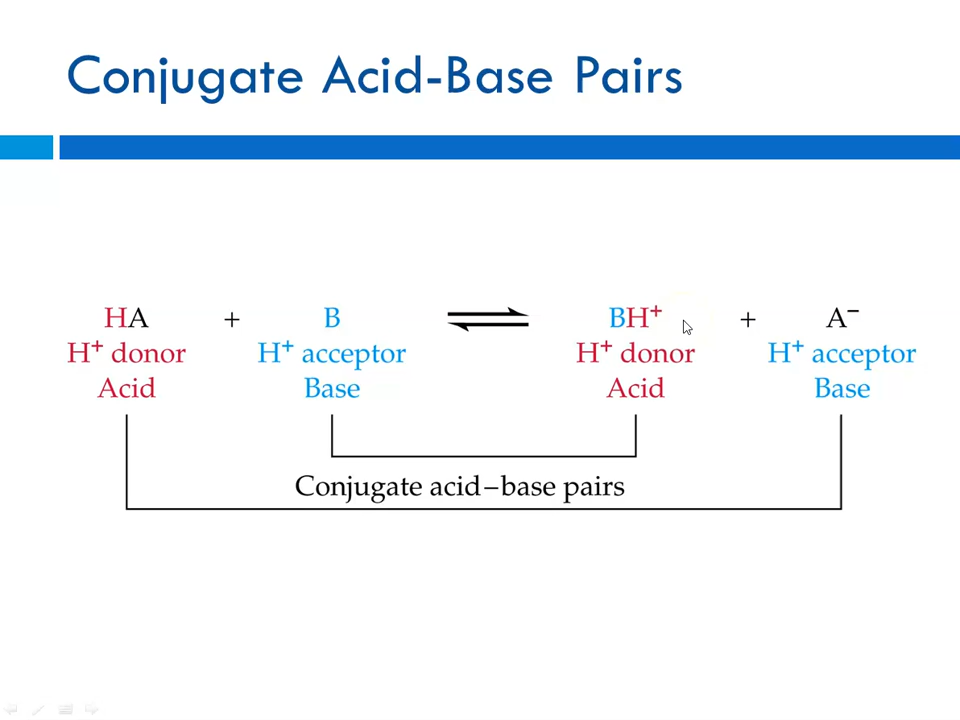 Conjugate Acid-Base Pairs
HA + B ⇌ BH⁺ + A⁻
H⁺ donor H⁺ acceptor H⁺ donor H⁺ acceptor
Acid Base Acid Base
Conjugate acid–base pairs